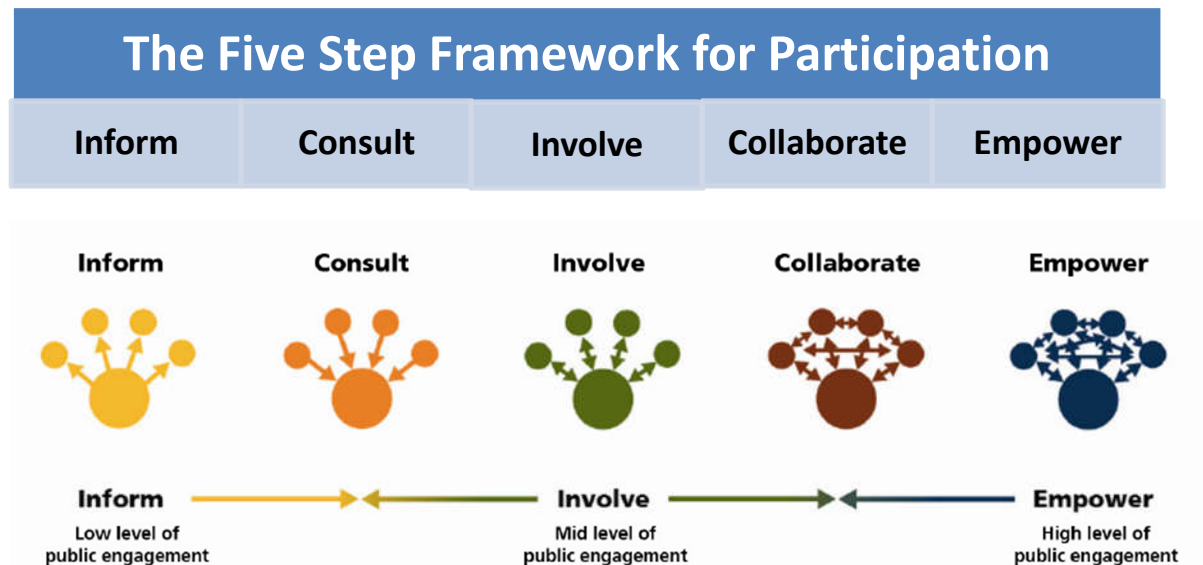 The Five Step Framework for Participation
Inform Consult Involve Collaborate Empower
Inform Consult Involve Collaborate Empower
Inform Involve Empower
Low level of Mid level of High level of
public engagement public engagement public engagement